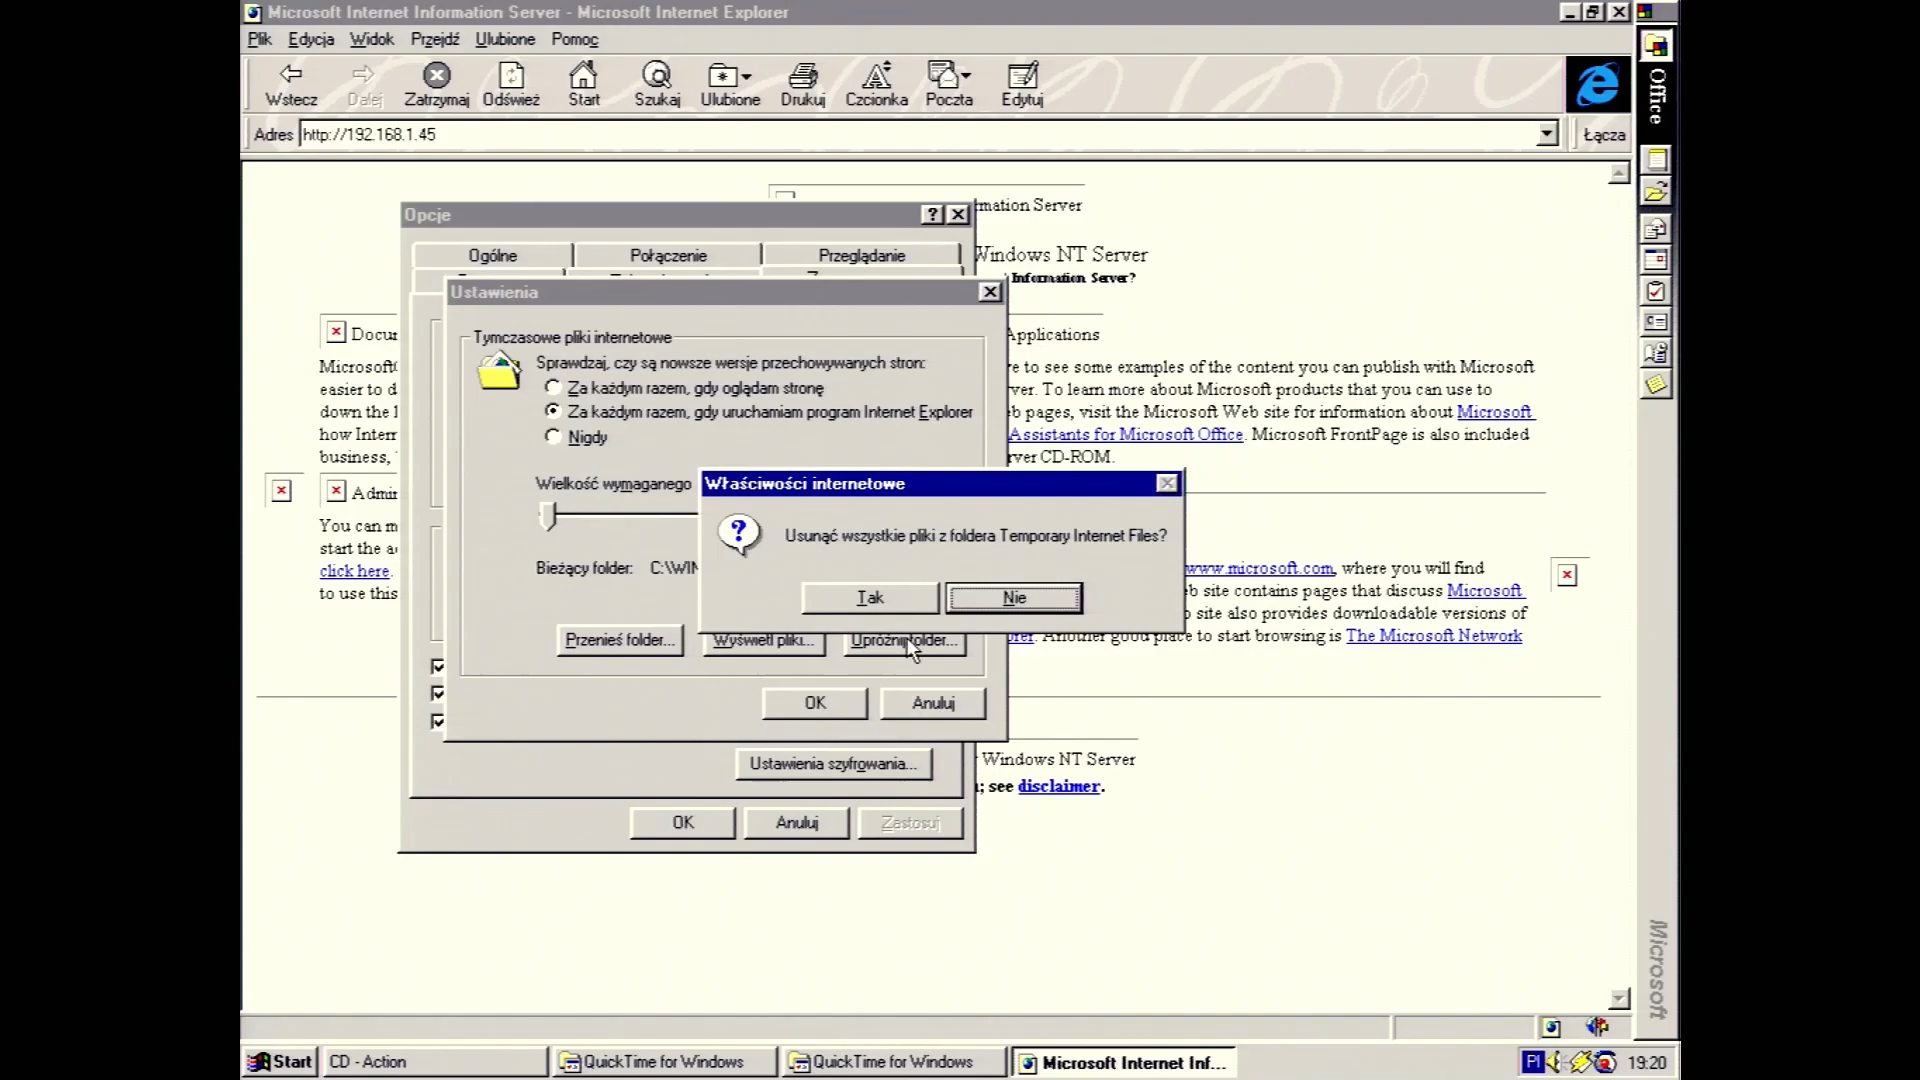 Microsoft Internet Information Server - Microsoft Internet Explorer
Plik Edycja Widok Przejdź Ulubione Pomoc
Wstecz Dalej Zatrzymaj Odśwież Start Szukaj Ulubione Drukuj Czcionka Poczta Edytuj
Adres http://192.168.1.45 Łącza
Office
mation Server
Windows NT Server
Information Server?
Opcje
Ogólne Połączenie Przeglądanie
Ustawienia
Tymczasowe pliki internetowe
Sprawdzaj, czy są nowsze wersje przechowywanych stron:
Za każdym razem, gdy oglądam stronę
Za każdym razem, gdy uruchamiam program Internet Explorer
Nigdy
Wielkość wymaganego
Bieżący folder: C:\WIN
Przenieś folder... Wyświetl pliki... Opróżnij folder...
OK Anuluj
Ustawienia szyfrowania...
OK Anuluj Zastosuj
Właściwości internetowe
Usunąć wszystkie pliki z foldera Temporary Internet Files?
Tak Nie
Docu
Microsoft
easier to d
down the
how Inter
business,
Admi
You can m
start the a
click here.
to use this
Applications
e to see some examples of the content you can publish with Microsoft
ver. To learn more about Microsoft products that you can use to
b pages, visit the Microsoft Web site for information about Microsoft
Assistants for Microsoft Office. Microsoft FrontPage is also included
rver CD-ROM.
www.microsoft.com, where you will find
b site contains pages that discuss Microsoft
site also provides downloadable versions of
rer. Another good place to start browsing is The Microsoft Network
Windows NT Server
; see disclaimer.
Microsoft
Start CD - Action QuickTime for Windows QuickTime for Windows Microsoft Internet Inf... Pl 19:20